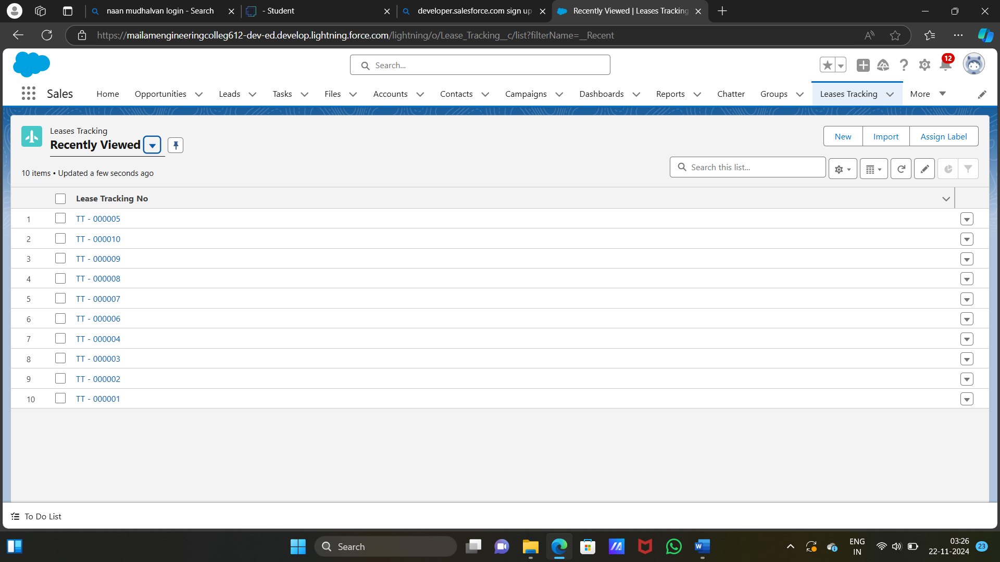 naan mudhalvan login - Search
- Student
developer.salesforce.com sign up
Recently Viewed | Leases Tracking
https://mailamengineeringcolleg612-dev-ed.develop.lightning.force.com/lightning/o/Lease_Tracking__c/list?filterName=__Recent
Search...
12
Sales
Home
Opportunities
Leads
Tasks
Files
Accounts
Contacts
Campaigns
Dashboards
Reports
Chatter
Groups
Leases Tracking
More
Leases Tracking
Recently Viewed
New
Import
Assign Label
10 items • Updated a few seconds ago
Search this list...
Lease Tracking No
1 TT - 000005
2 TT - 000010
3 TT - 000009
4 TT - 000008
5 TT - 000007
6 TT - 000006
7 TT - 000004
8 TT - 000003
9 TT - 000002
10 TT - 000001
To Do List
Search
ENG
IN
03:26
22-11-2024
23